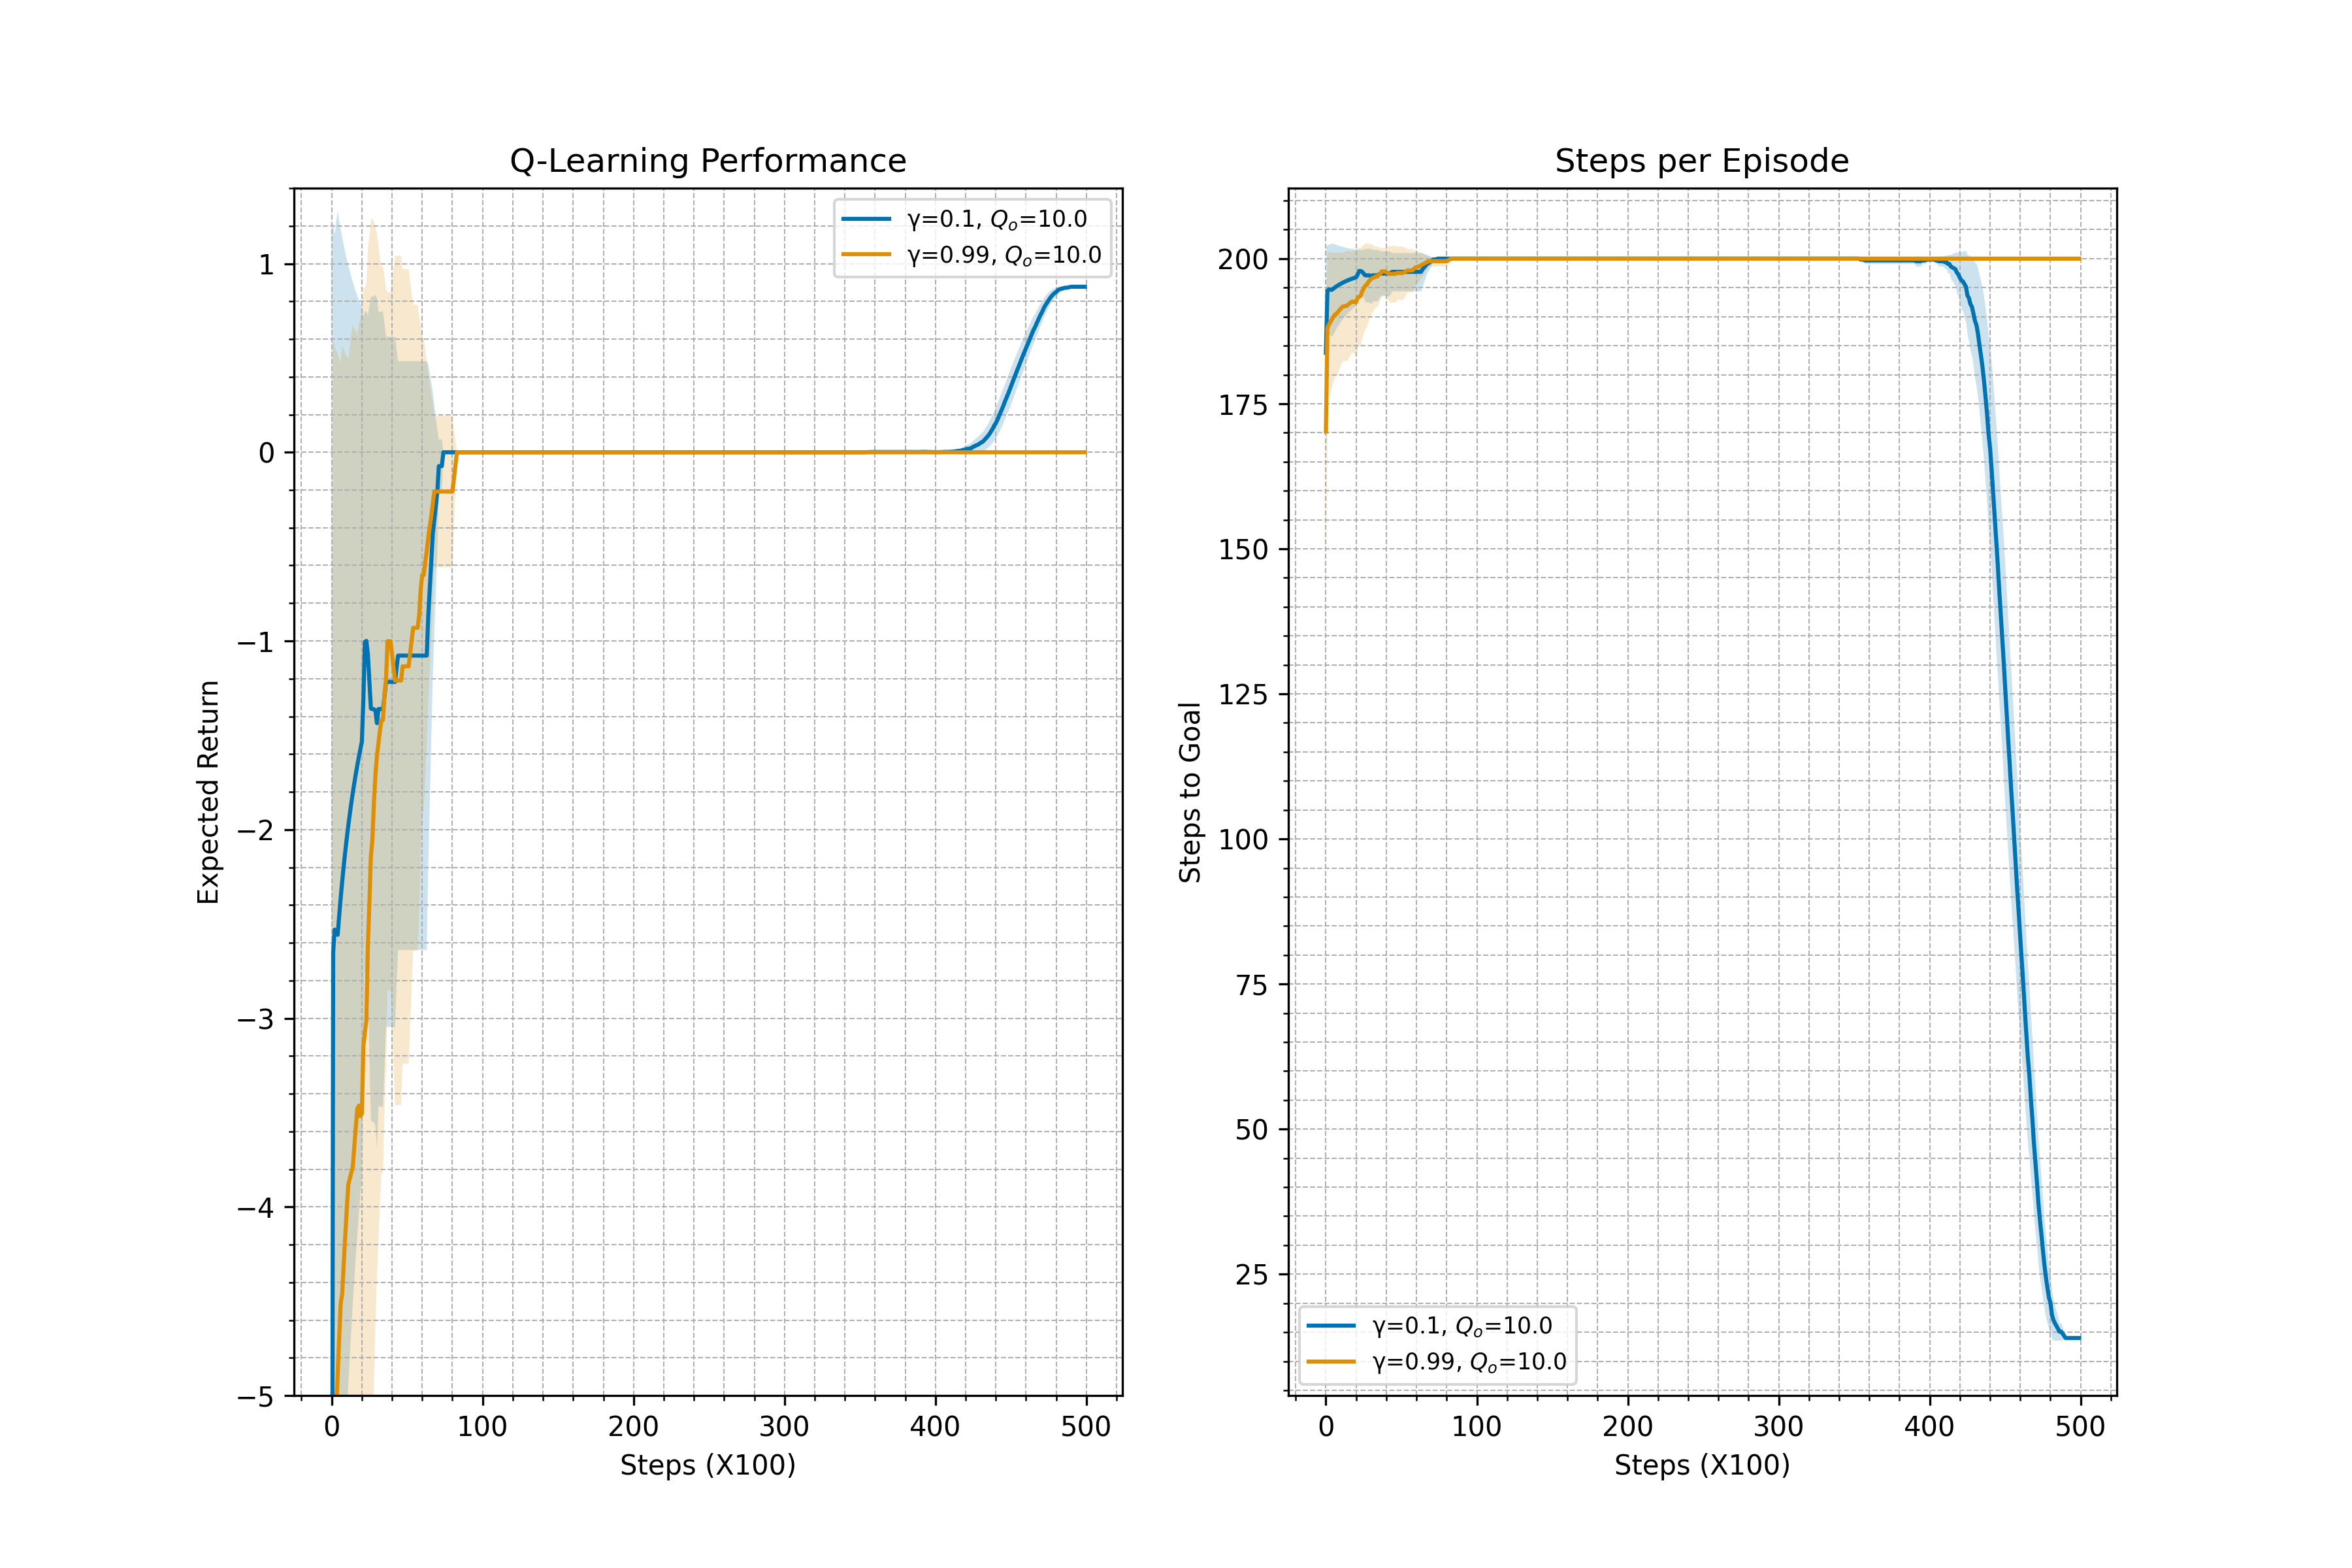 Q-Learning Performance
γ=0.1, Qₒ=10.0
γ=0.99, Qₒ=10.0
Expected Return
1
0
−1
−2
−3
−4
−5
0 100 200 300 400 500
Steps (X100)
Steps per Episode
Steps to Goal
200
175
150
125
100
75
50
25
γ=0.1, Qₒ=10.0
γ=0.99, Qₒ=10.0
0 100 200 300 400 500
Steps (X100)